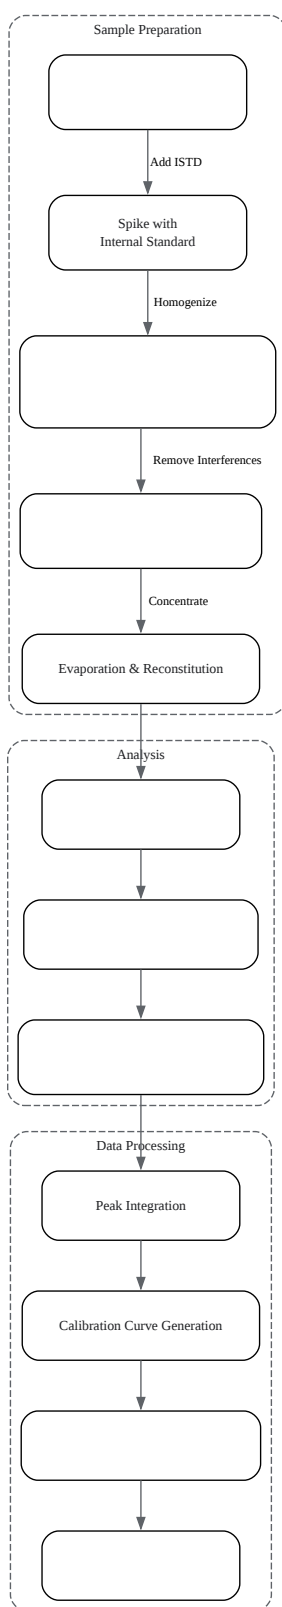 Sample Preparation
Add ISTD
Spike with
Internal Standard
Homogenize
Remove Interferences
Concentrate
Evaporation & Reconstitution
Analysis
Data Processing
Peak Integration
Calibration Curve Generation